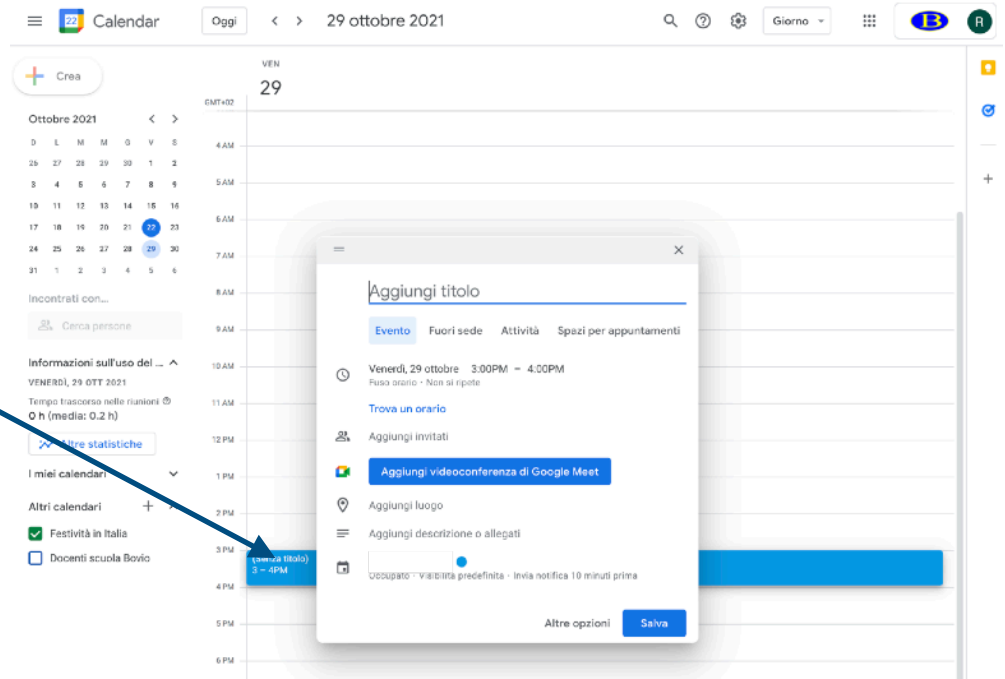 22 Calendar Oggi 29 ottobre 2021 Giorno B R
Crea
VEN
29
GMT+02
Ottobre 2021
D L M M G V S
26 27 28 29 30 1 2
3 4 5 6 7 8 9
10 11 12 13 14 15 16
17 18 19 20 21 22 23
24 25 26 27 28 29 30
31 1 2 3 4 5 6
Incontrati con...
Cerca persone
Informazioni sull'uso del ...
VENERDÌ, 29 OTT 2021
Tempo trascorso nelle riunioni
0 h (media: 0.2 h)
Altre statistiche
I miei calendari
Altri calendari
Festività in Italia
Docenti scuola Bovio
4 AM
5 AM
6 AM
7 AM
8 AM
9 AM
10 AM
11 AM
12 PM
1 PM
2 PM
3 PM
4 PM
5 PM
6 PM
(Senza titolo)
3 – 4PM
Aggiungi titolo
Evento Fuori sede Attività Spazi per appuntamenti
Venerdì, 29 ottobre 3:00PM – 4:00PM
Fuso orario · Non si ripete
Trova un orario
Aggiungi invitati
Aggiungi videoconferenza di Google Meet
Aggiungi luogo
Aggiungi descrizione o allegati
Occupato · Visibilità predefinita · Invia notifica 10 minuti prima
Altre opzioni Salva